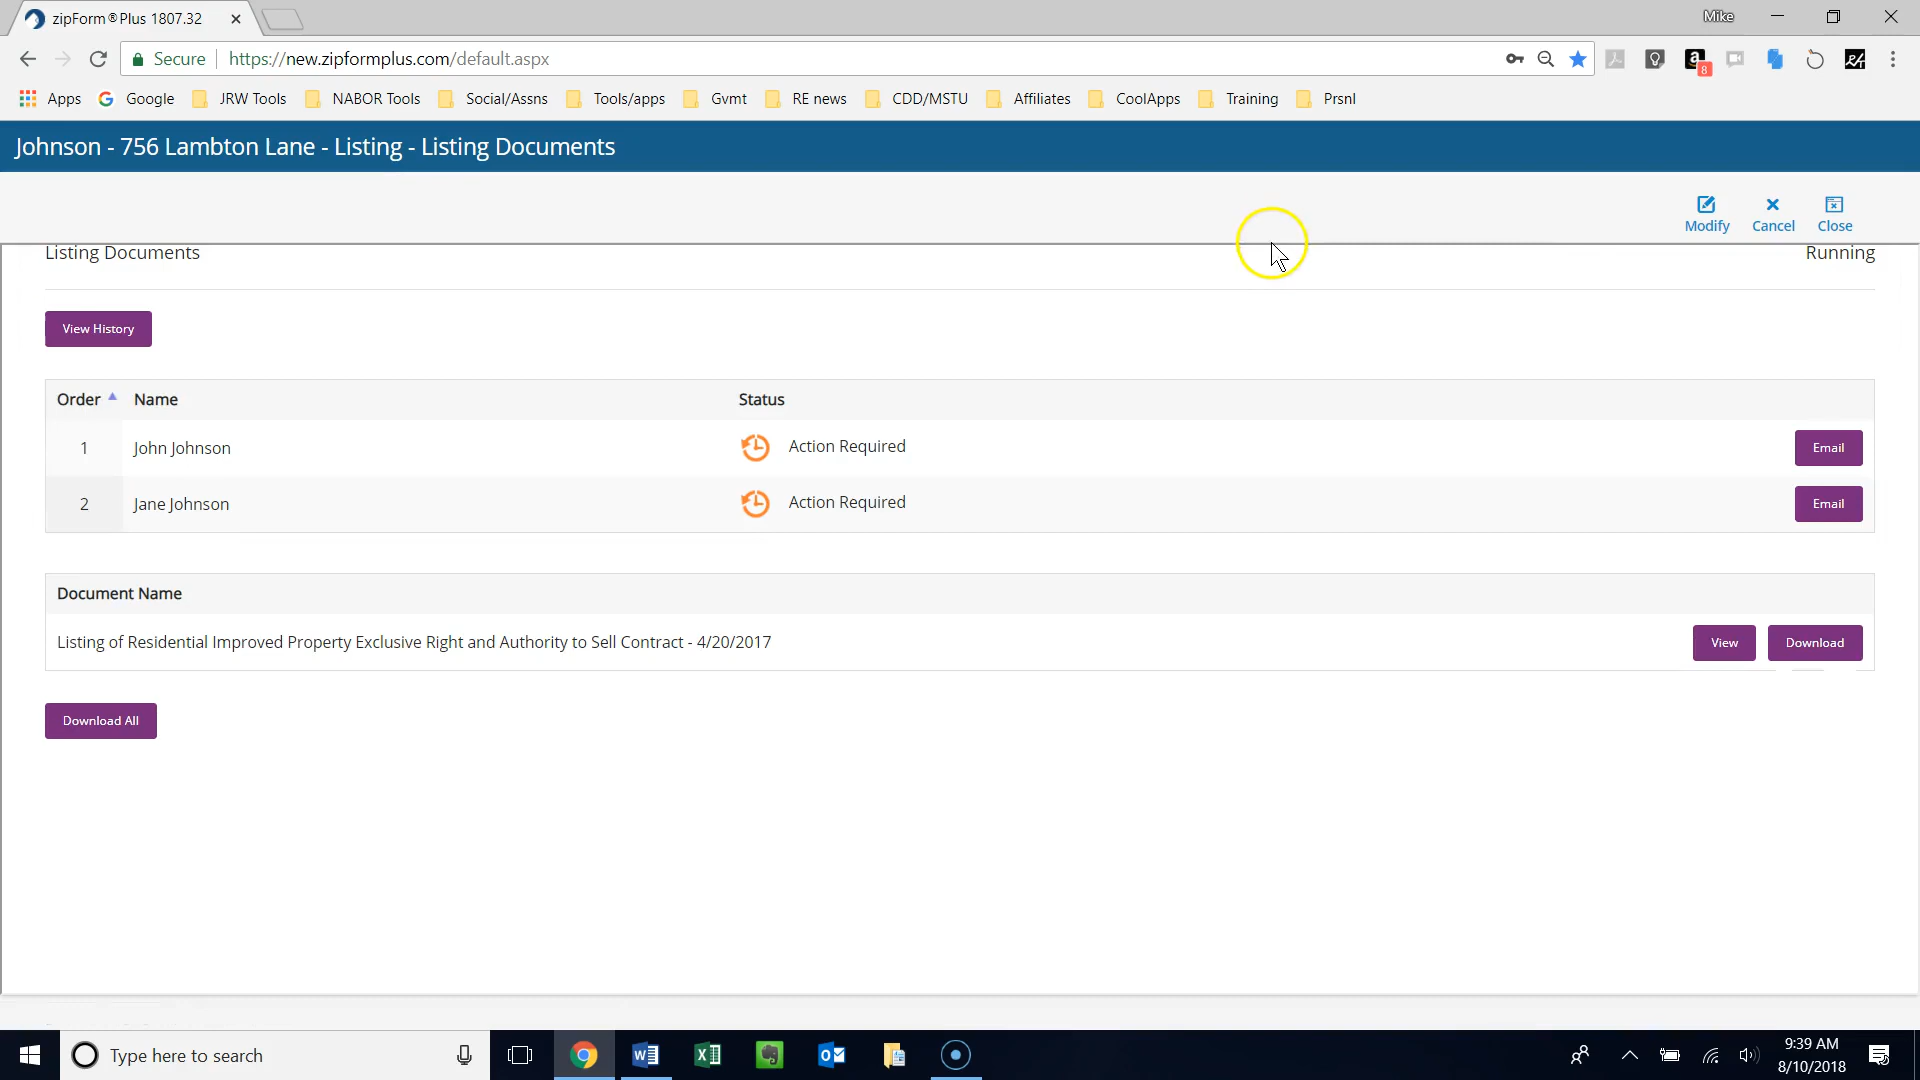 zipForm®Plus 1807.32
Mike
Secure https://new.zipformplus.com/default.aspx
8
Apps Google JRW Tools NABOR Tools Social/Assns Tools/apps Gvmt RE news CDD/MSTU Affiliates CoolApps Training Prsnl
Johnson - 756 Lambton Lane - Listing - Listing Documents
Modify Cancel Close
Listing Documents Running
View History
Order Name Status
1 John Johnson Action Required Email
2 Jane Johnson Action Required Email
Document Name
Listing of Residential Improved Property Exclusive Right and Authority to Sell Contract - 4/20/2017 View Download
Download All
Type here to search
9:39 AM
8/10/2018